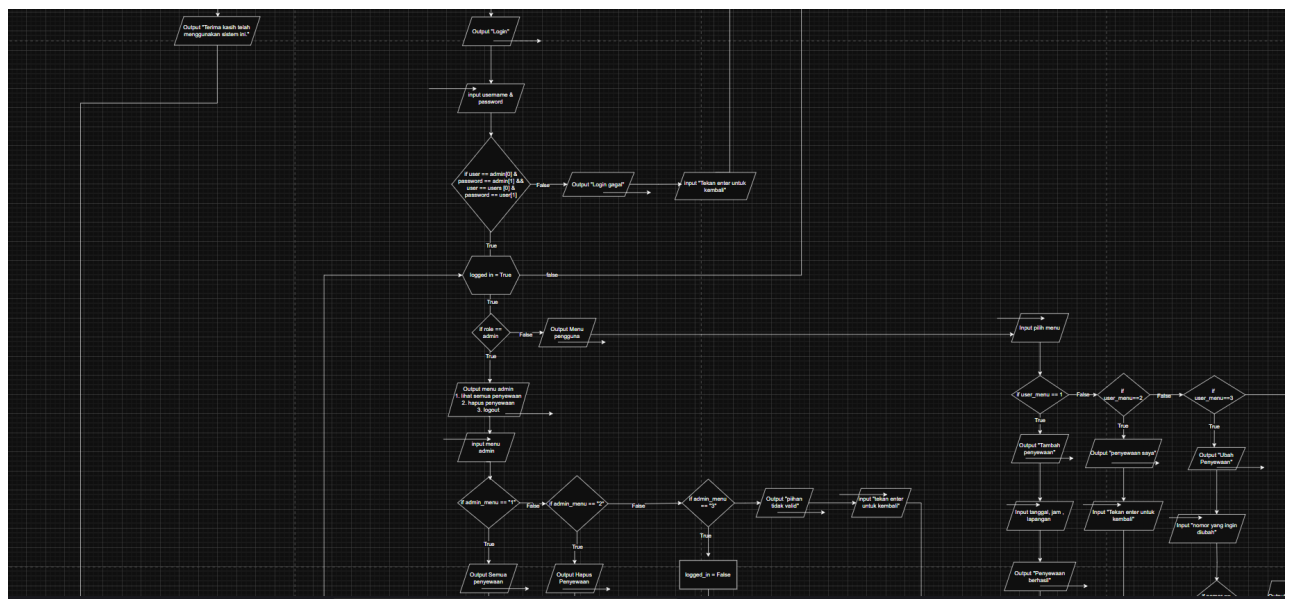 Output "Terima kasih telah
menggunakan sistem ini."
Output "Login"
input username &
password
if user == admin[0] &
password == admin[1] &&
user == users [0] &
password == user[1]
False
Output "Login gagal"
Input "Tekan enter untuk
kembali"
True
logged in = True
false
True
if role ==
admin
False
Output Menu
pengguna
True
Output menu admin
1. lihat semua penyewaan
2. hapus penyewaan
3. logout
input menu
admin
if admin_menu == "1"
False
if admin_menu == "2"
False
if admin_menu
== "3"
Output "pilihan
tidak valid"
Input "tekan enter
untuk kembali"
True
True
True
Output Semua
penyewaan
Output Hapus
Penyewaan
logged_in = False
Input pilih menu
if user_menu == 1
False
if
user_menu==2
False
if
user_menu==3
True
True
True
Output "Tambah
penyewaan"
Output "penyewaan saya"
Output "Ubah
Penyewaan"
Input tanggal, jam ,
lapangan
Input "Tekan enter untuk
kembali"
Input "nomor yang ingin
diubah"
Output "Penyewaan
berhasil"